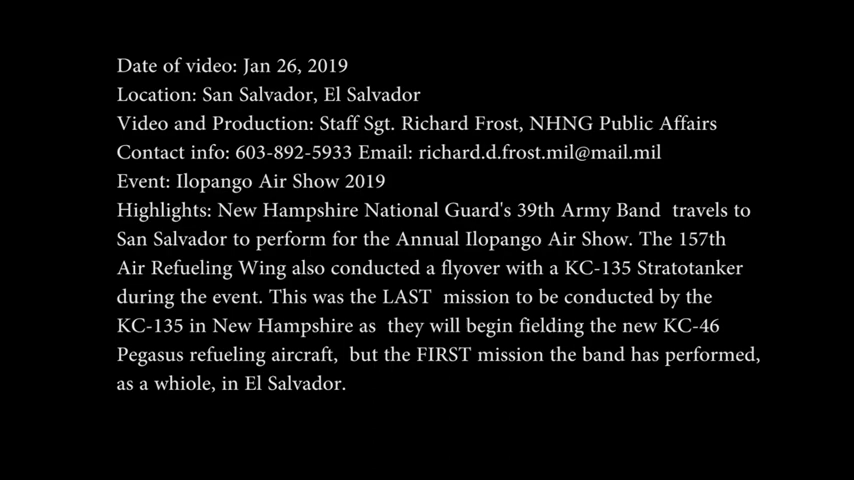 Date of video: Jan 26, 2019
Location: San Salvador, El Salvador
Video and Production: Staff Sgt. Richard Frost, NHNG Public Affairs
Contact info: 603-892-5933 Email: richard.d.frost.mil@mail.mil
Event: Ilopango Air Show 2019
Highlights: New Hampshire National Guard's 39th Army Band  travels to
San Salvador to perform for the Annual Ilopango Air Show. The 157th
Air Refueling Wing also conducted a flyover with a KC-135 Stratotanker
during the event. This was the LAST  mission to be conducted by the
KC-135 in New Hampshire as  they will begin fielding the new KC-46
Pegasus refueling aircraft,  but the FIRST mission the band has performed,
as a whiole, in El Salvador.